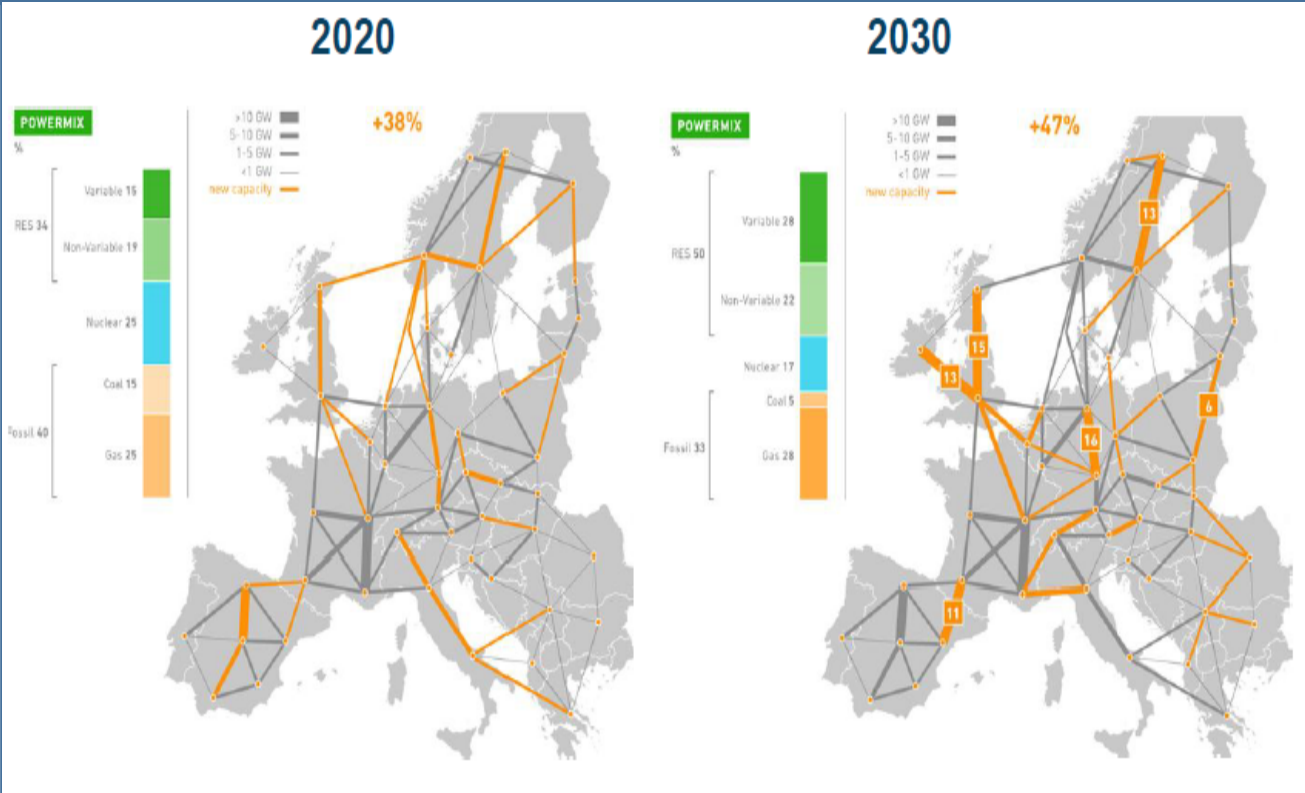 2020
POWERMIX
%
RES 34
Variable 15
Non-Variable 19
Nuclear 25
Fossil 40
Coal 15
Gas 25
>10 GW
5-10 GW
1-5 GW
<1 GW
new capacity
+38%
2030
POWERMIX
%
RES 50
Variable 28
Non-Variable 22
Nuclear 17
Fossil 33
Coal 5
Gas 28
>10 GW
5-10 GW
1-5 GW
<1 GW
new capacity
+47%
13
15
13
6
16
11